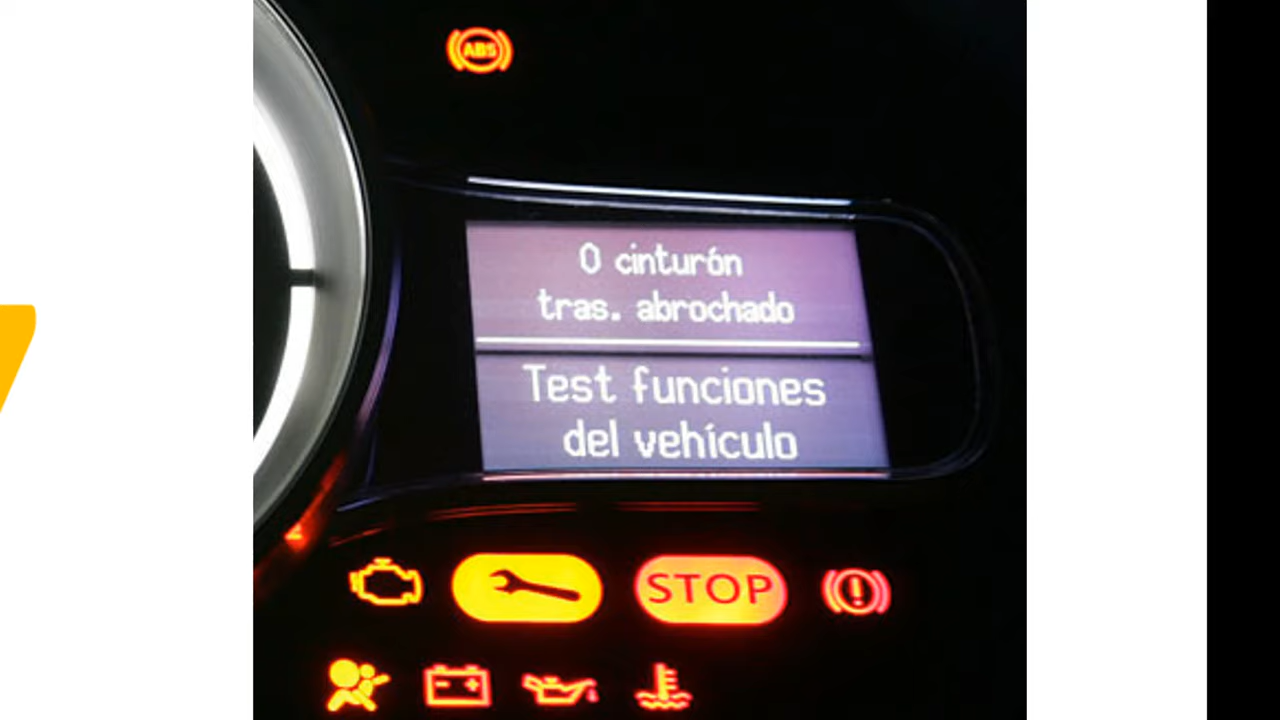 ABS
0 cinturón
tras. abrochado
Test funciones
del vehículo
STOP